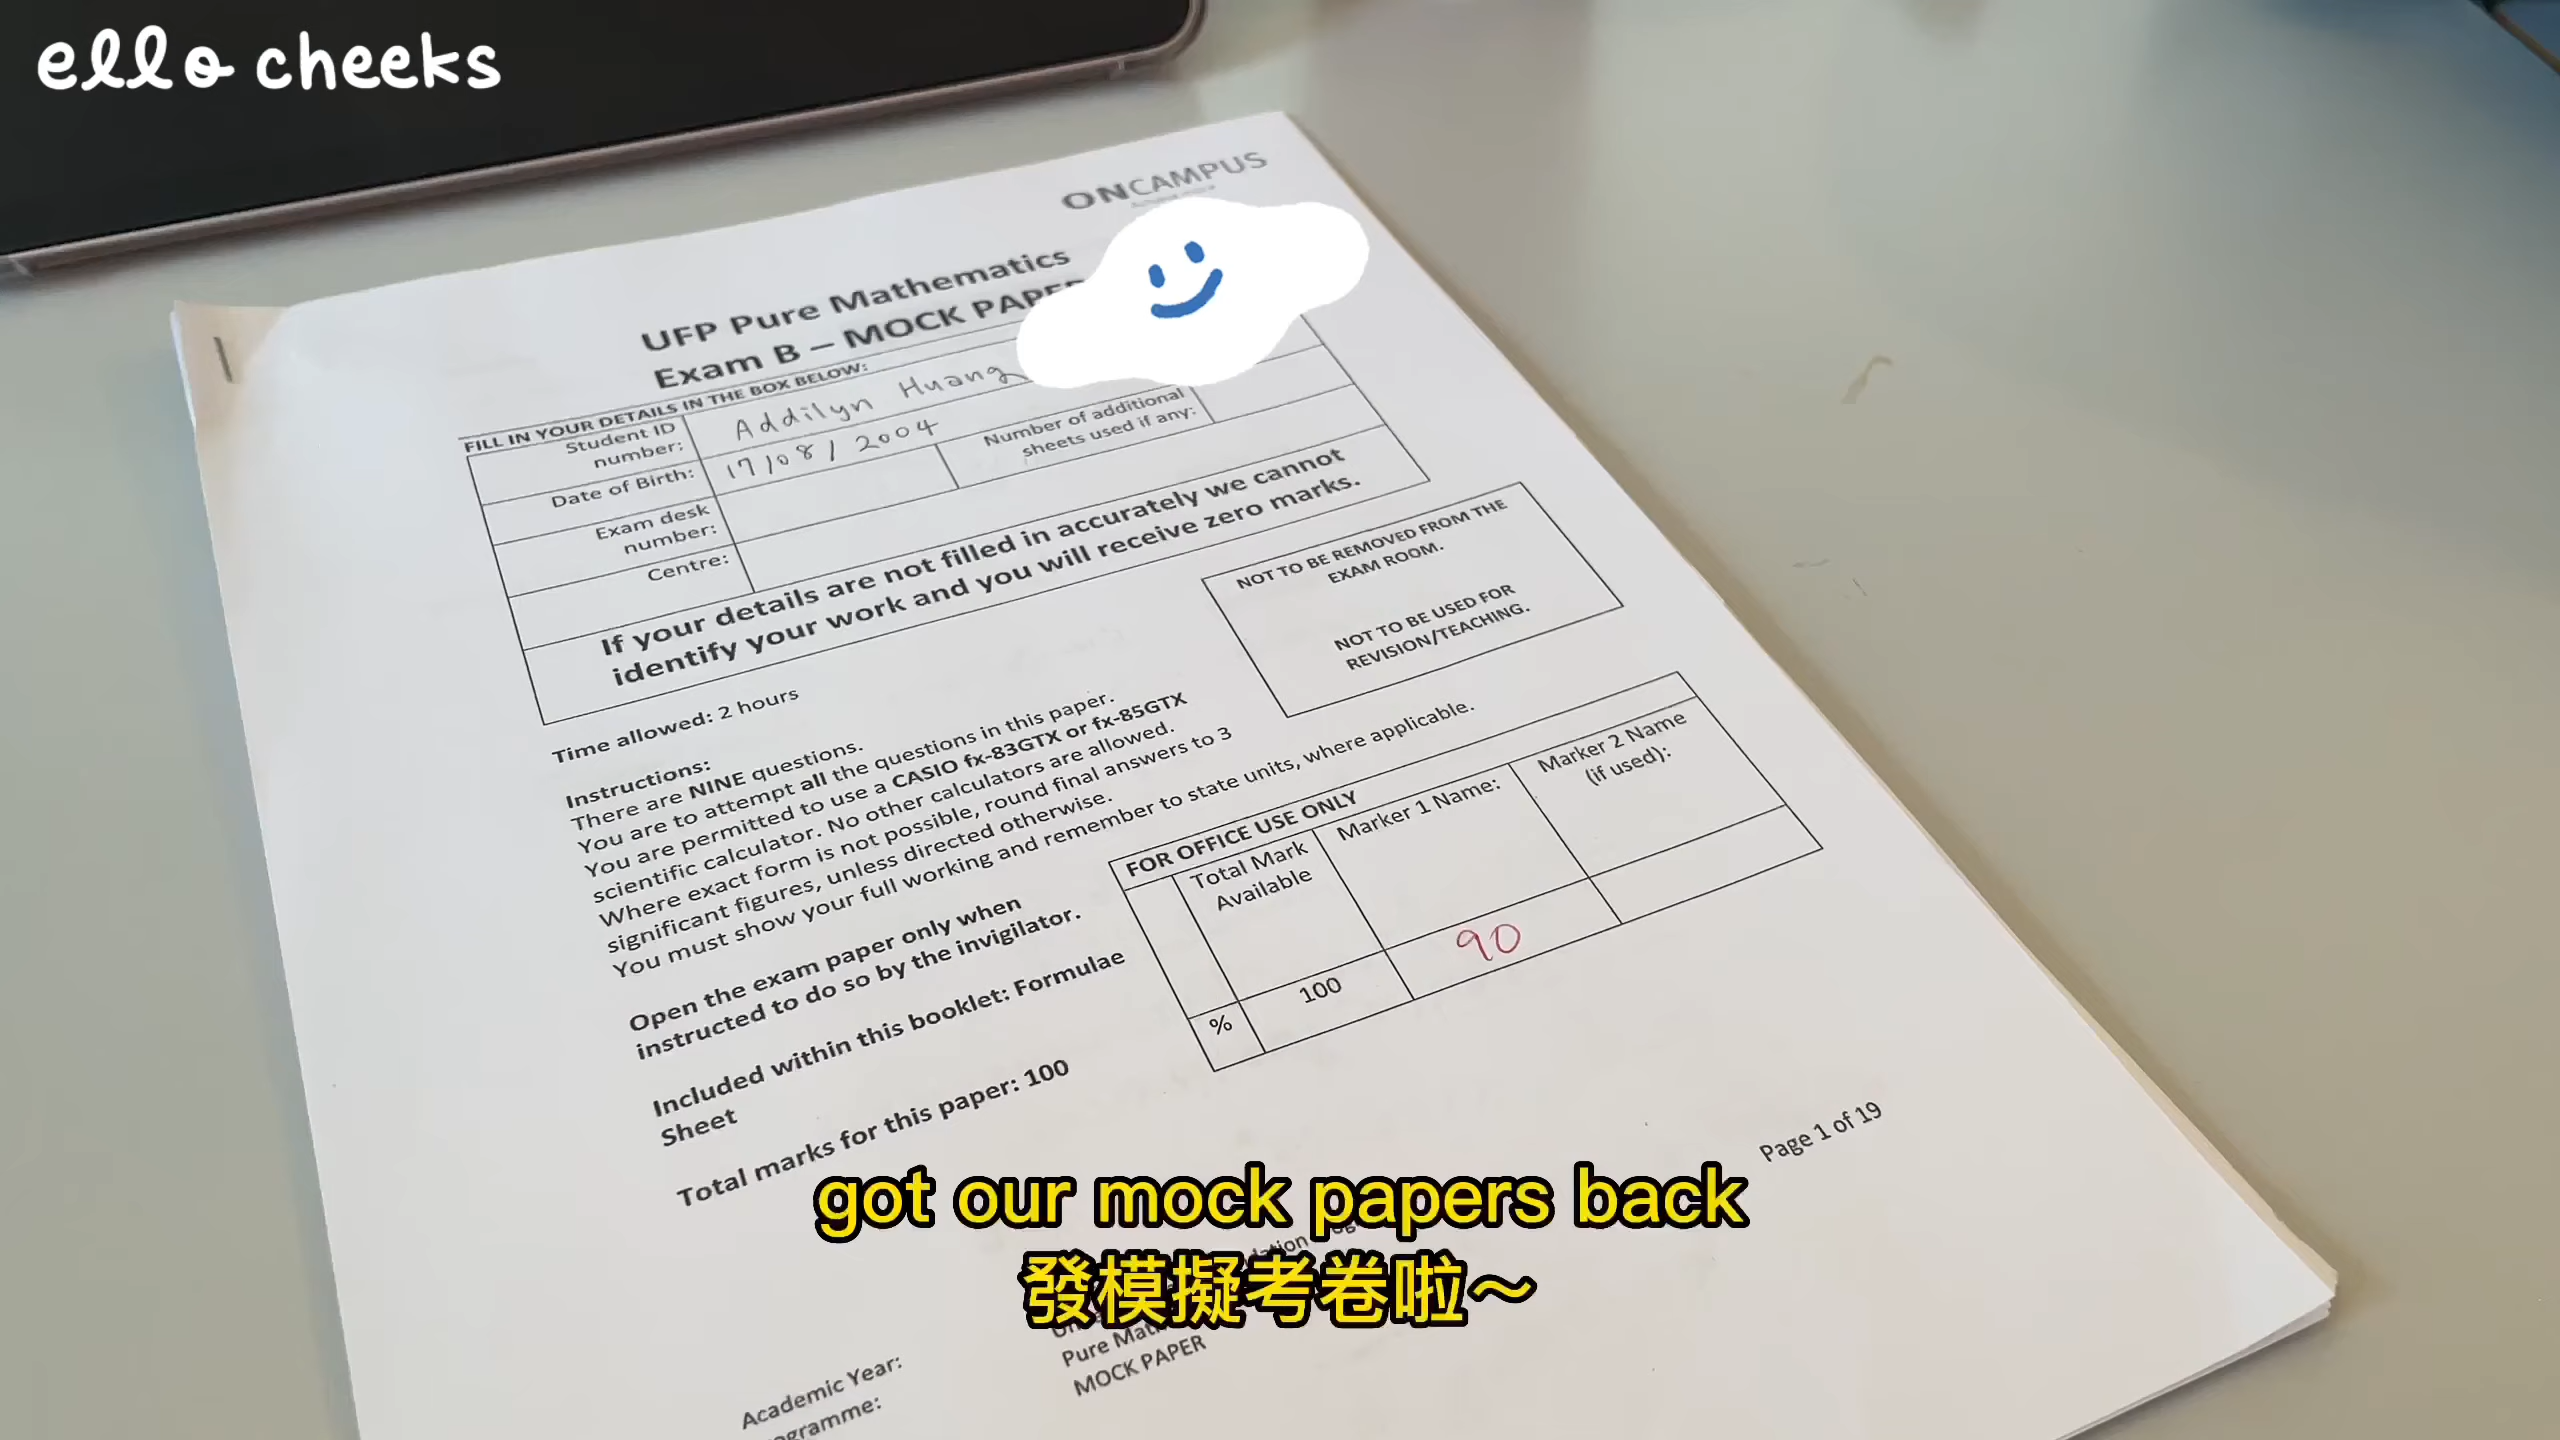 ello cheeks
ONCAMPUS
UFP Pure Mathematics
Exam B – MOCK PAPER
FILL IN YOUR DETAILS IN THE BOX BELOW:
Student ID
number:
Addilyn Huang
Number of additional
sheets used if any:
Date of Birth:
17/08/2004
Exam desk
number:
Centre:
If your details are not filled in accurately we cannot
identify your work and you will receive zero marks.
NOT TO BE REMOVED FROM THE
EXAM ROOM.
NOT TO BE USED FOR
REVISION/TEACHING.
Time allowed: 2 hours
Instructions:
There are NINE questions.
You are to attempt all the questions in this paper.
You are permitted to use a CASIO fx-83GTX or fx-85GTX
scientific calculator. No other calculators are allowed.
Where exact form is not possible, round final answers to 3
significant figures, unless directed otherwise.
You must show your full working and remember to state units, where applicable.
FOR OFFICE USE ONLY
Total Mark
Available
Marker 1 Name:
Marker 2 Name
(if used):
%
100
90
Open the exam paper only when
instructed to do so by the invigilator.
Included within this booklet: Formulae
Sheet
Total marks for this paper: 100
Page 1 of 19
got our mock papers back
發模擬考卷啦～
Academic Year:
Pure Mat
MOCK PAPER